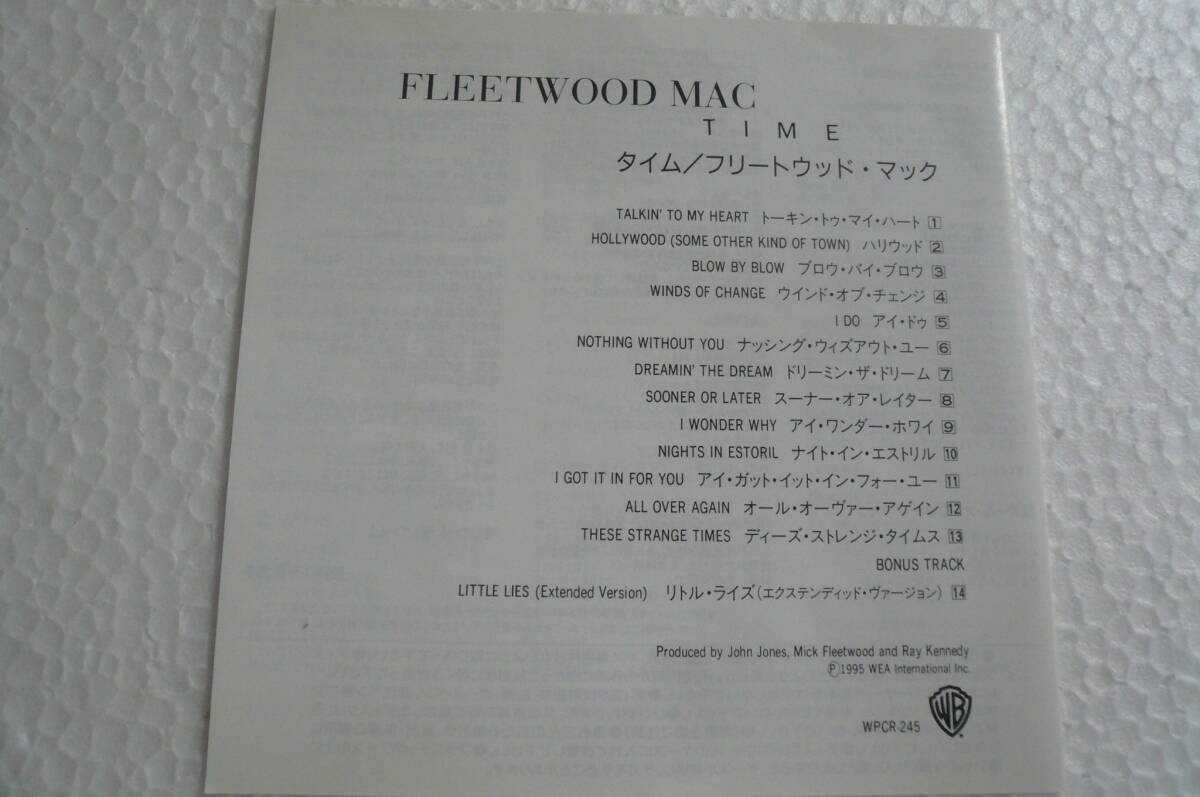 FLEETWOOD MAC
TIME
タイム/フリートウッド・マック
TALKIN' TO MY HEART トーキン・トゥ・マイ・ハート 1
HOLLYWOOD (SOME OTHER KIND OF TOWN) ハリウッド 2
BLOW BY BLOW ブロウ・バイ・ブロウ 3
WINDS OF CHANGE ウインド・オブ・チェンジ 4
I DO アイ・ドゥ 5
NOTHING WITHOUT YOU ナッシング・ウィズアウト・ユー 6
DREAMIN' THE DREAM ドリーミン・ザ・ドリーム 7
SOONER OR LATER スーナー・オア・レイター 8
I WONDER WHY アイ・ワンダー・ホワイ 9
NIGHTS IN ESTORIL ナイト・イン・エストリル 10
I GOT IT IN FOR YOU アイ・ガット・イット・イン・フォー・ユー 11
ALL OVER AGAIN オール・オーヴァー・アゲイン 12
THESE STRANGE TIMES ディーズ・ストレンジ・タイムス 13
BONUS TRACK
LITTLE LIES (Extended Version) リトル・ライズ(エクステンディッド・ヴァージョン) 14
Produced by John Jones, Mick Fleetwood and Ray Kennedy
Ⓟ1995 WEA International Inc.
WPCR-245
WB